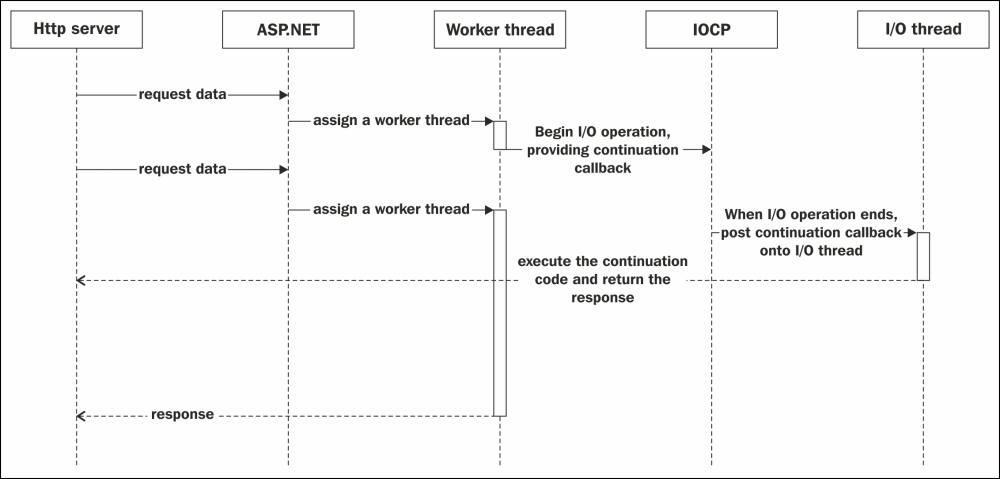 Http server
ASP.NET
Worker thread
IOCP
I/O thread
request data
assign a worker thread
Begin I/O operation,
providing continuation
callback
request data
assign a worker thread
When I/O operation ends,
post continuation callback
onto I/O thread
execute the continuation
code and return the
response
response